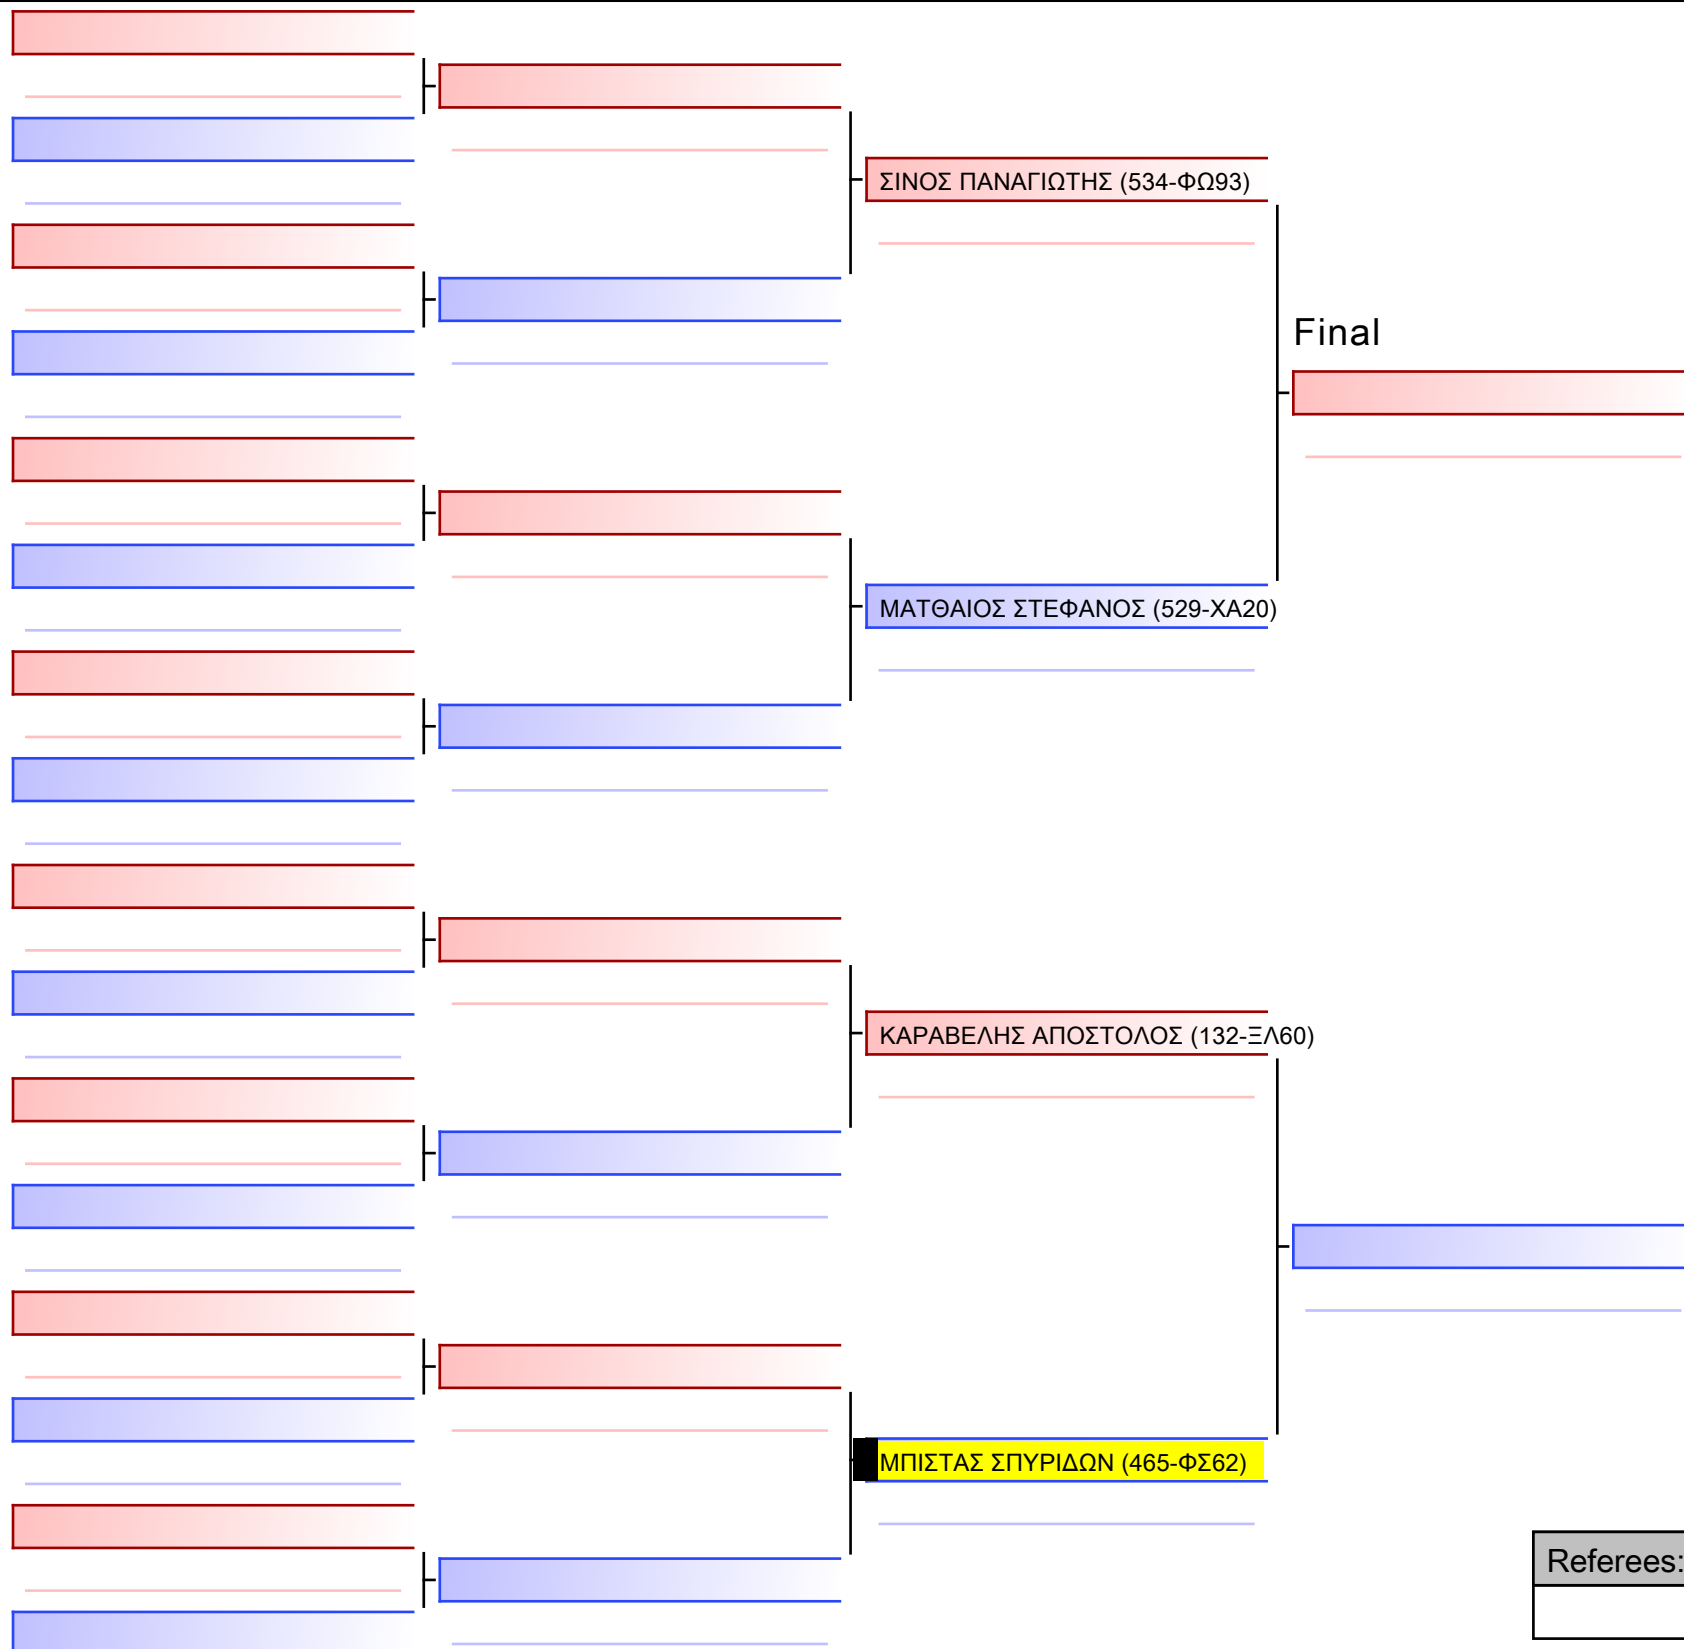 ΣΙΝΟΣ ΠΑΝΑΓΙΩΤΗΣ (534-ΦΩ93)
Final
ΜΑΤΘΑΙΟΣ ΣΤΕΦΑΝΟΣ (529-ΧΑ20)
ΚΑΡΑΒΕΛΗΣ ΑΠΟΣΤΟΛΟΣ (132-ΞΛ60)
ΜΠΙΣΤΑΣ ΣΠΥΡΙΔΩΝ (465-ΦΣ62)
Referees: